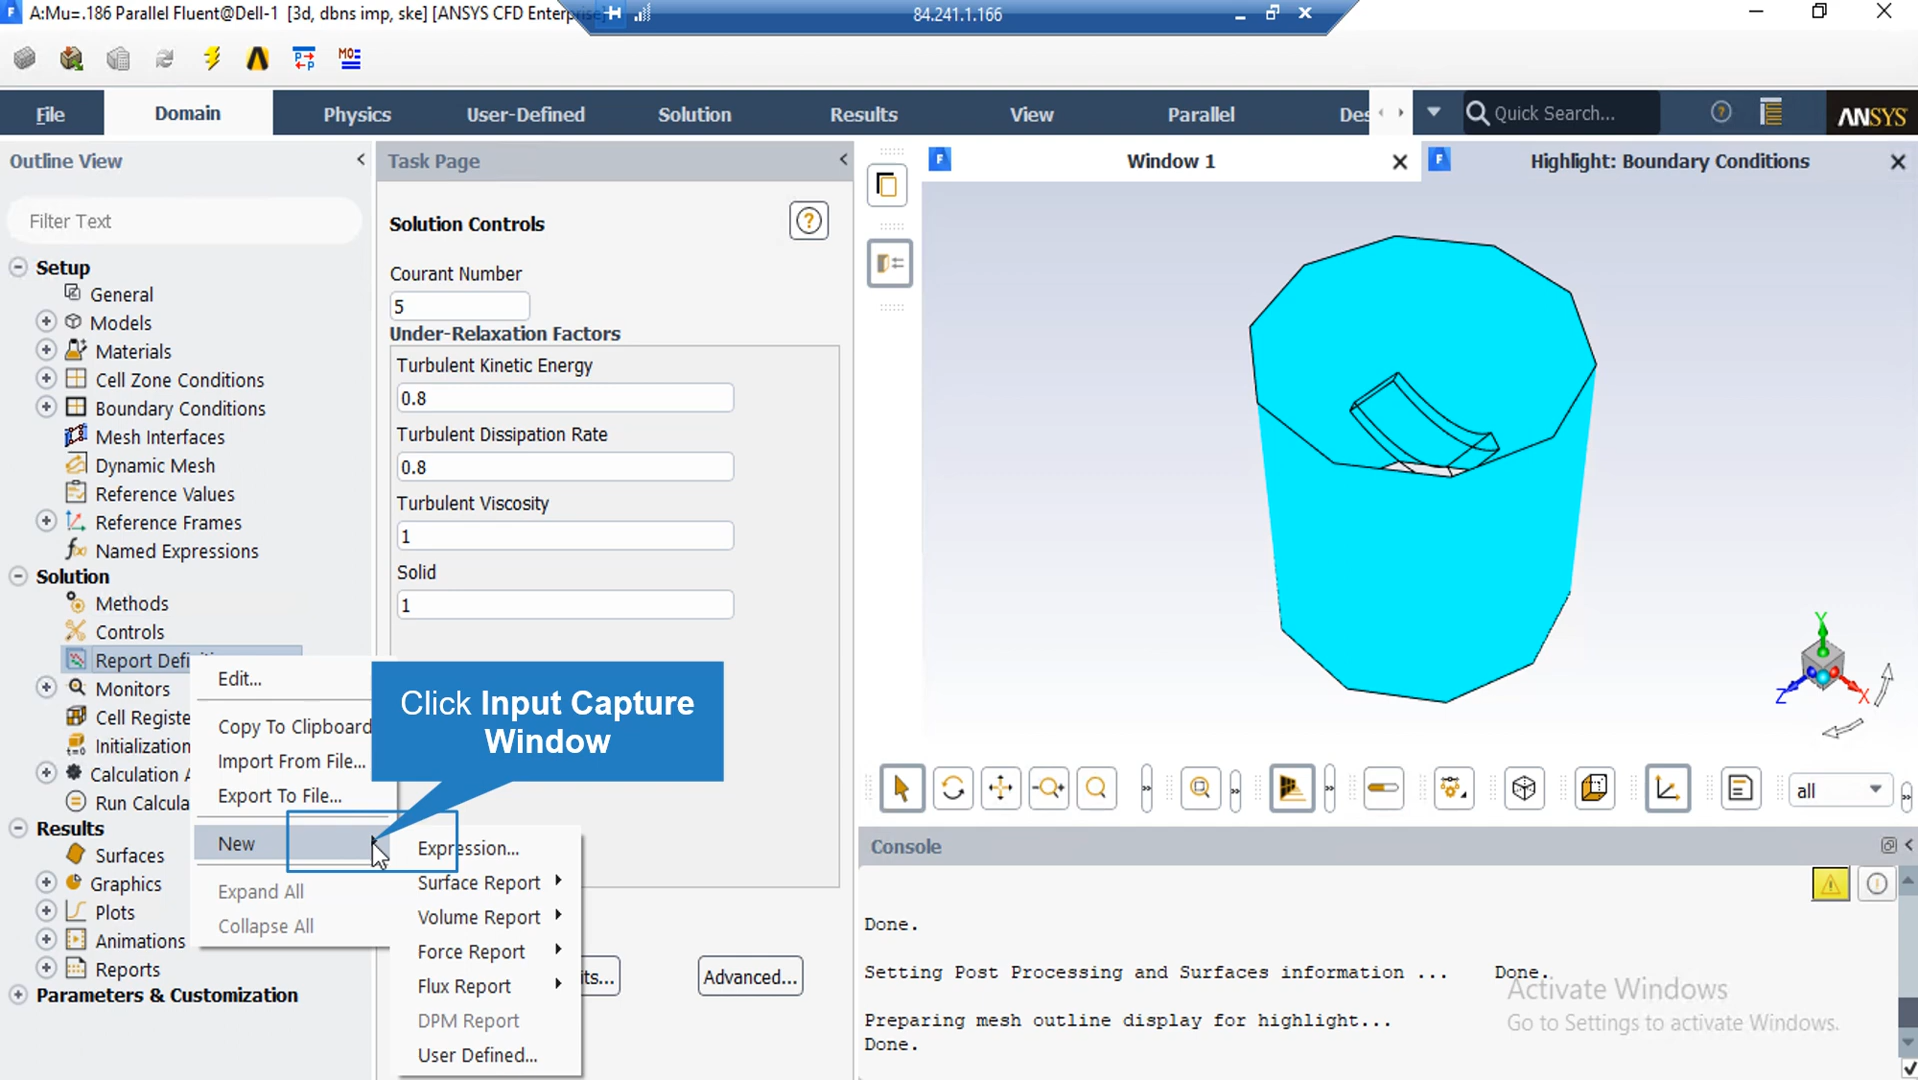 A:Mu=.186 Parallel Fluent@Dell-1 [3d, dbns imp, ske] [ANSYS CFD Enterprise
84.241.1.166
File
Domain
Physics
User-Defined
Solution
Results
View
Parallel
Des
Quick Search...
ANSYS
Outline View
Task Page
Window 1
Highlight: Boundary Conditions
Filter Text
Setup
General
Models
Materials
Cell Zone Conditions
Boundary Conditions
Mesh Interfaces
Dynamic Mesh
Reference Values
Reference Frames
Named Expressions
Solution
Methods
Controls
Report Defi
Monitors
Cell Registe
Initialization
Calculation A
Run Calcula
Results
Surfaces
Graphics
Plots
Animations
Reports
Parameters & Customization
Solution Controls
Courant Number
5
Under-Relaxation Factors
Turbulent Kinetic Energy
0.8
Turbulent Dissipation Rate
0.8
Turbulent Viscosity
1
Solid
1
Advanced...
Edit...
Copy To Clipboard
Import From File...
Export To File...
New
Expand All
Collapse All
Click Input Capture
Window
Expression...
Surface Report
Volume Report
Force Report
Flux Report
DPM Report
User Defined...
Y
Z
X
all
Console
Done.
Setting Post Processing and Surfaces information ... Done.
Preparing mesh outline display for highlight...
Done.
Activate Windows
Go to Settings to activate Windows.